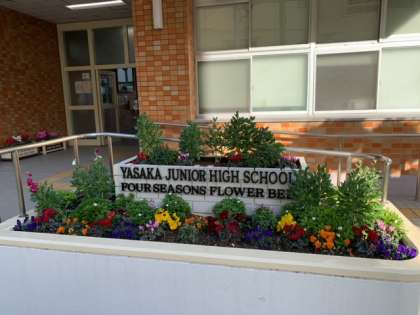 YASAKA JUNIOR HIGH SCHOOL
FOUR SEASONS FLOWER BED